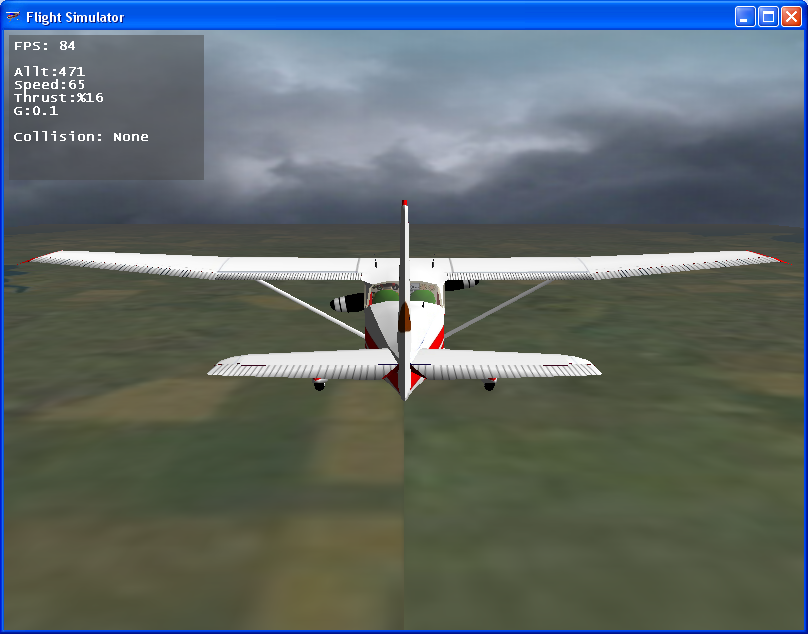 Flight Simulator
FPS: 84
Allt:471
Speed:65
Thrust:%16
G:0.1
Collision: None